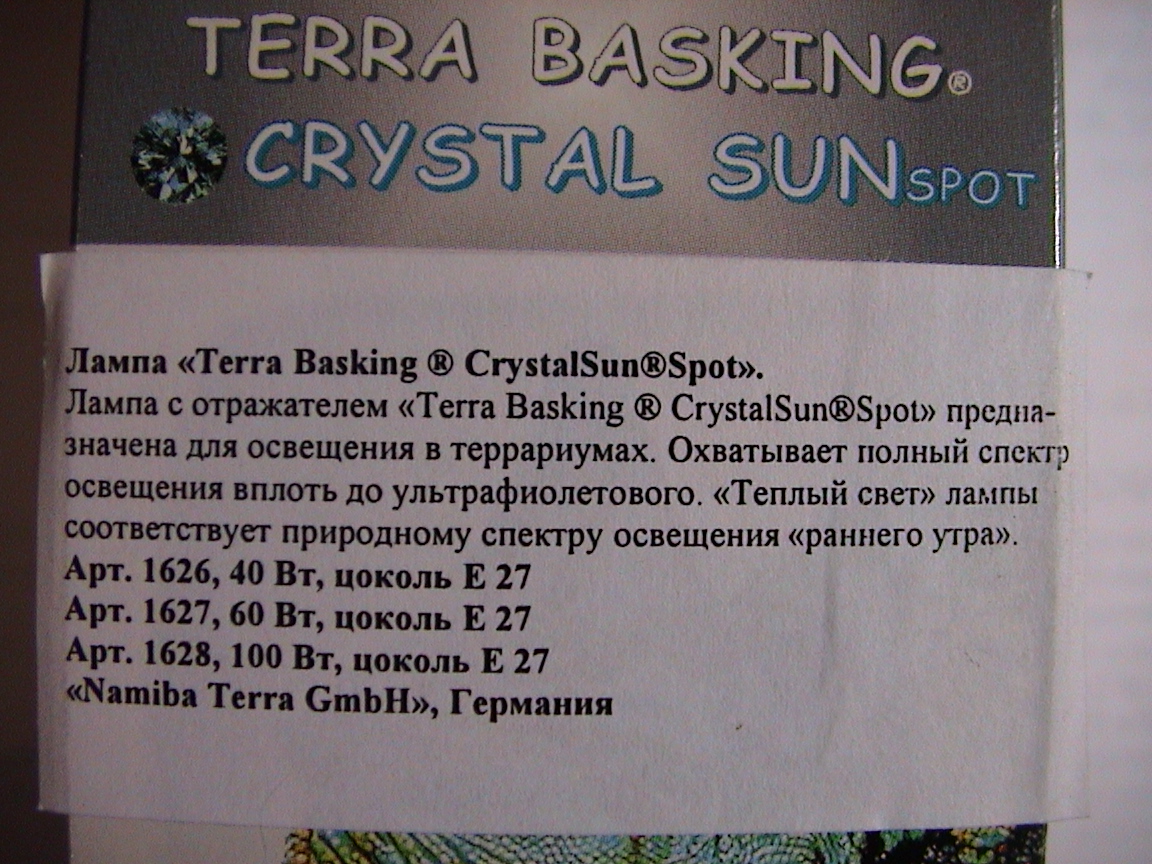 TERRA BASKING®
CRYSTAL SUNSPOT
Лампа «Terra Basking ® CrystalSun®Spot».
Лампа с отражателем «Terra Basking ® CrystalSun®Spot» предна-
значена для освещения в террариумах. Охватывает полный спектр
освещения вплоть до ультрафиолетового. «Теплый свет» лампы
соответствует природному спектру освещения «раннего утра».
Арт. 1626, 40 Вт, цоколь Е 27
Арт. 1627, 60 Вт, цоколь Е 27
Арт. 1628, 100 Вт, цоколь Е 27
«Namiba Terra GmbH», Германия